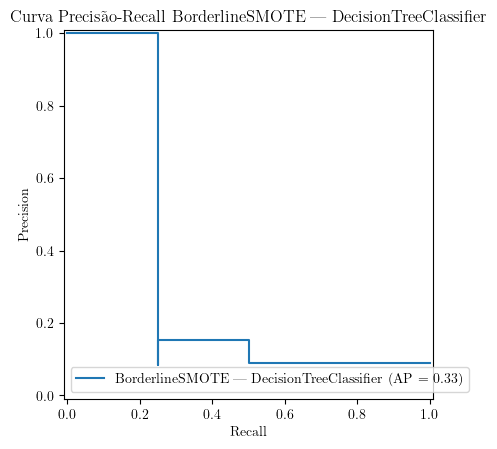 Curva Precisão-Recall BorderlineSMOTE — DecisionTreeClassifier
1.0
0.8
0.6
0.4
0.2
0.0
Precision
BorderlineSMOTE — DecisionTreeClassifier (AP = 0.33)
0.0 0.2 0.4 0.6 0.8 1.0
Recall